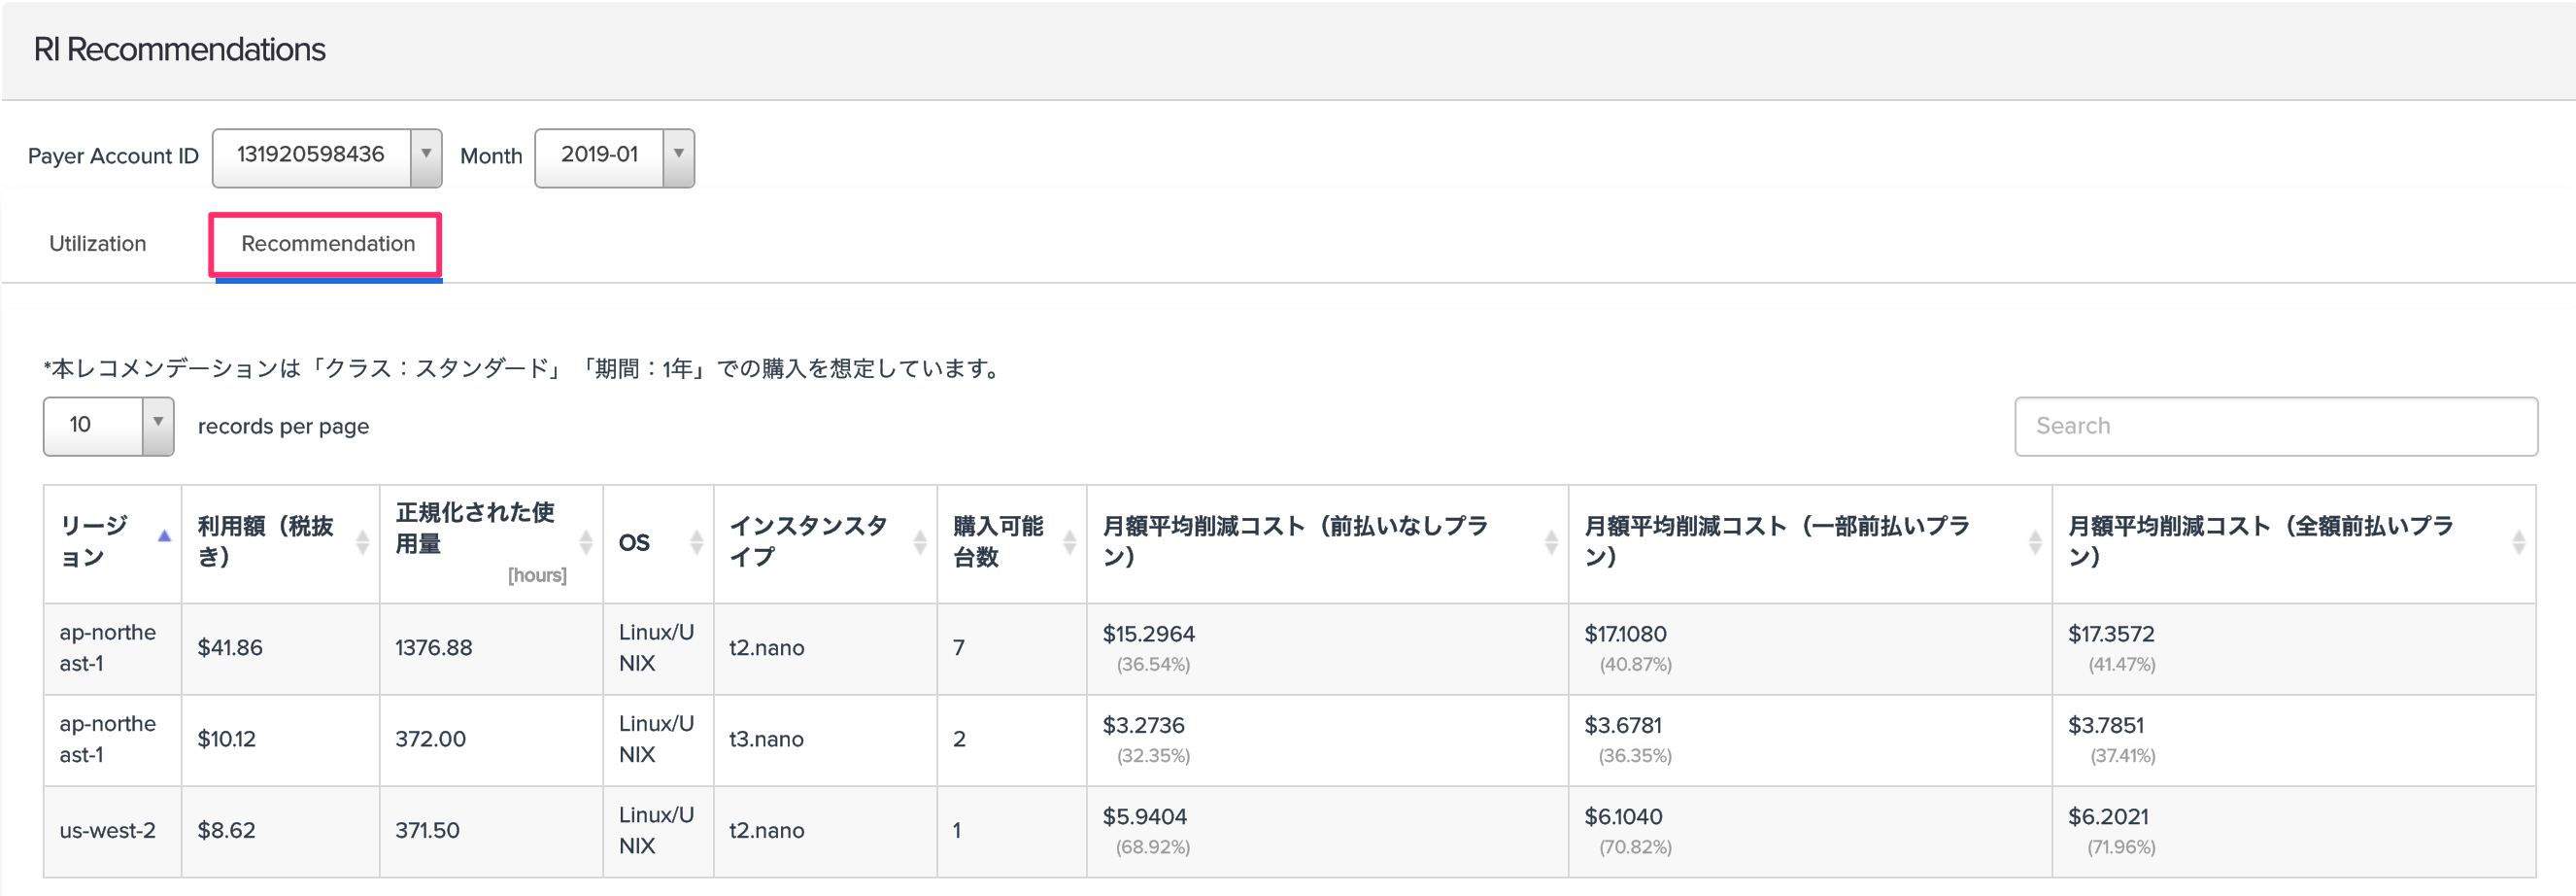 RI Recommendations
Payer Account ID 131920598436 Month 2019-01
Utilization Recommendation
*本レコメンデーションは「クラス：スタンダード」「期間：1年」での購入を想定しています。
10 records per page Search
リージ
ョン
利用額（税抜
き）
正規化された使
用量
[hours]
OS
インスタンスタ
イプ
購入可能
台数
月額平均削減コスト（前払いなしプラ
ン）
月額平均削減コスト（一部前払いプラ
ン）
月額平均削減コスト（全額前払いプラ
ン）
ap-northe
ast-1
$41.86
1376.88
Linux/U
NIX
t2.nano
7
$15.2964
(36.54%)
$17.1080
(40.87%)
$17.3572
(41.47%)
ap-northe
ast-1
$10.12
372.00
Linux/U
NIX
t3.nano
2
$3.2736
(32.35%)
$3.6781
(36.35%)
$3.7851
(37.41%)
us-west-2
$8.62
371.50
Linux/U
NIX
t2.nano
1
$5.9404
(68.92%)
$6.1040
(70.82%)
$6.2021
(71.96%)